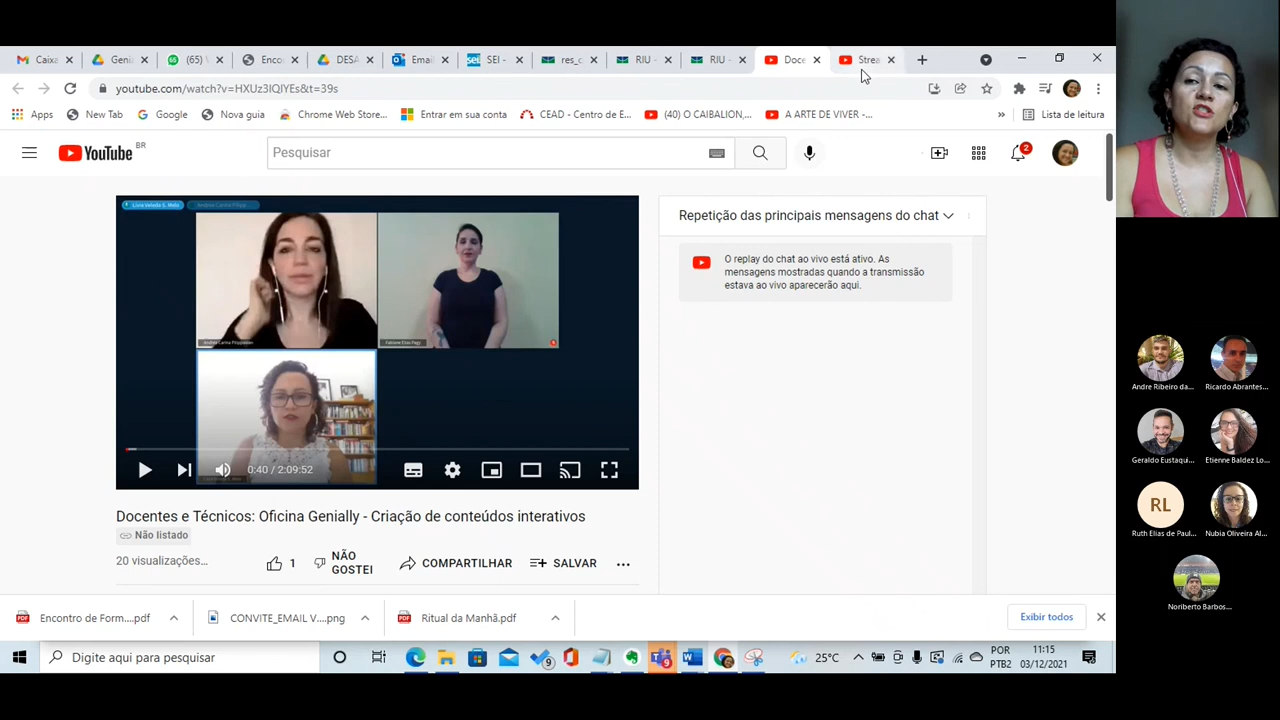 Caixa
Genia
(65)
Enco
DESA
Email
sei
SEI -
res_c
RIU -
RIU -
Doce
Strea
youtube.com/watch?v=HXUz3IQIYEs&t=39s
Apps
New Tab
Google
Nova guia
Chrome Web Store...
Entrar em sua conta
CEAD - Centro de E...
(40) O CAIBALION,...
A ARTE DE VIVER -...
»
Lista de leitura
YouTube BR
Pesquisar
2
Repetição das principais mensagens do chat
O replay do chat ao vivo está ativo. As
mensagens mostradas quando a transmissão
estava ao vivo aparecerão aqui.
0:40 / 2:09:52
Docentes e Técnicos: Oficina Genially - Criação de conteúdos interativos
Não listado
20 visualizações...
1
NÃO
GOSTEI
COMPARTILHAR
SALVAR
Encontro de Form....pdf
CONVITE_EMAIL V....png
Ritual da Manhã.pdf
Exibir todos
Digite aqui para pesquisar
9
9
25°C
POR
PTB2
11:15
03/12/2021
Andre Ribeiro da...
Ricardo Abrantes...
Geraldo Eustaqui...
Etienne Baldez Lo...
RL
Ruth Elias de Paul...
Nubia Oliveira Al...
Noriberto Barbos...